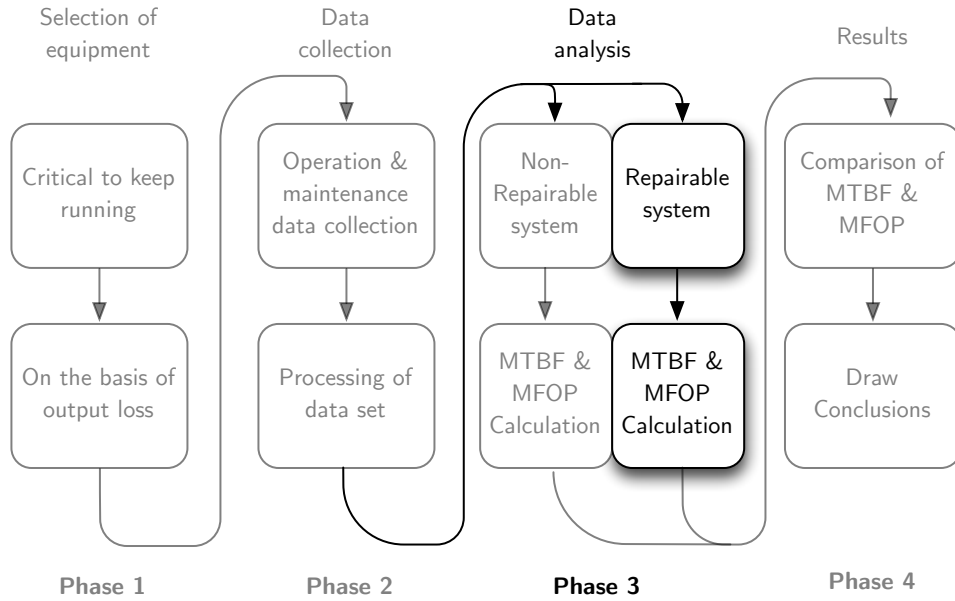 Selection of
equipment
Critical to keep
running
On the basis of
output loss
Phase 1
Data
collection
Operation &
maintenance
data collection
Processing of
data set
Phase 2
Data
analysis
Non-
Repairable
system
MTBF &
MFOP
Calculation
Repairable
system
MTBF &
MFOP
Calculation
Phase 3
Results
Comparison of
MTBF &
MFOP
Draw
Conclusions
Phase 4